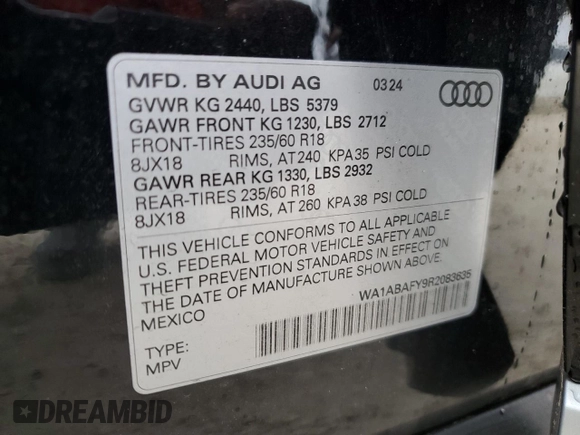 MFD. BY AUDI AG 03 24
GVWR KG 2440, LBS 5379
GAWR FRONT KG 1230, LBS 2712
FRONT-TIRES 235/60 R18
8JX18 RIMS, AT 240 KPA 35 PSI COLD
GAWR REAR KG 1330, LBS 2932
REAR-TIRES 235/60 R18
8JX18 RIMS, AT 260 KPA 38 PSI COLD
THIS VEHICLE CONFORMS TO ALL APPLICABLE
U.S. FEDERAL MOTOR VEHICLE SAFETY AND
THEFT PREVENTION STANDARDS IN EFFECT ON
THE DATE OF MANUFACTURE SHOWN ABOVE.
MEXICO
WA1ABAFY9R2083636
TYPE:
MPV
DREAMBID